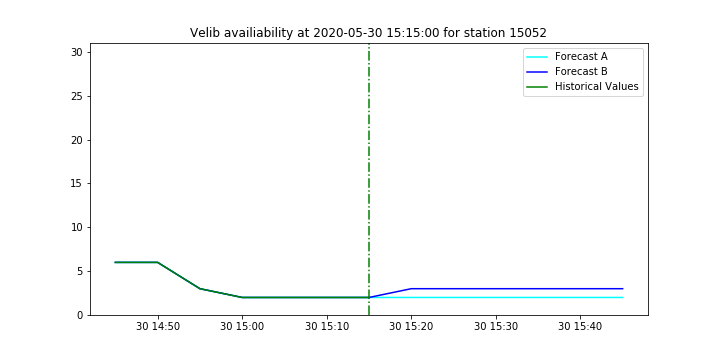 Velib availiability at 2020-05-30 15:15:00 for station 15052
Forecast A
Forecast B
Historical Values
30
25
20
15
10
5
0
30 14:50 30 15:00 30 15:10 30 15:20 30 15:30 30 15:40